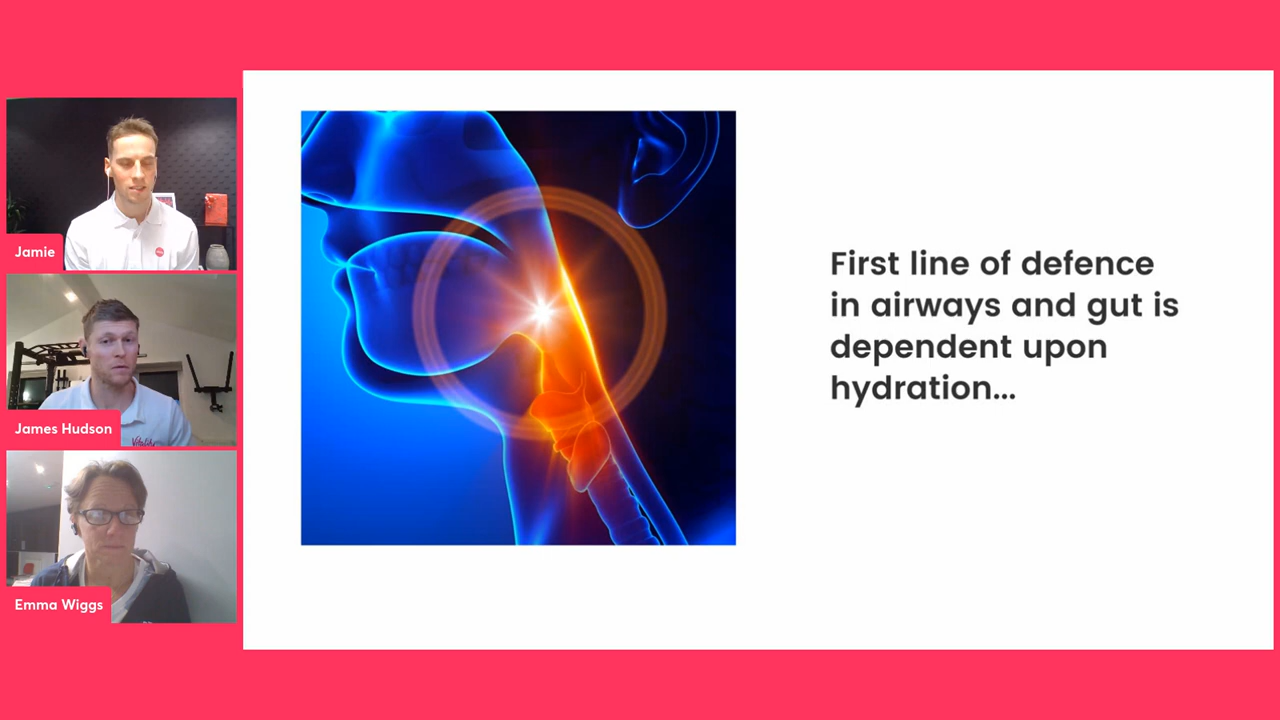 Jamie
James Hudson
Emma Wiggs
First line of defence
in airways and gut is
dependent upon
hydration...